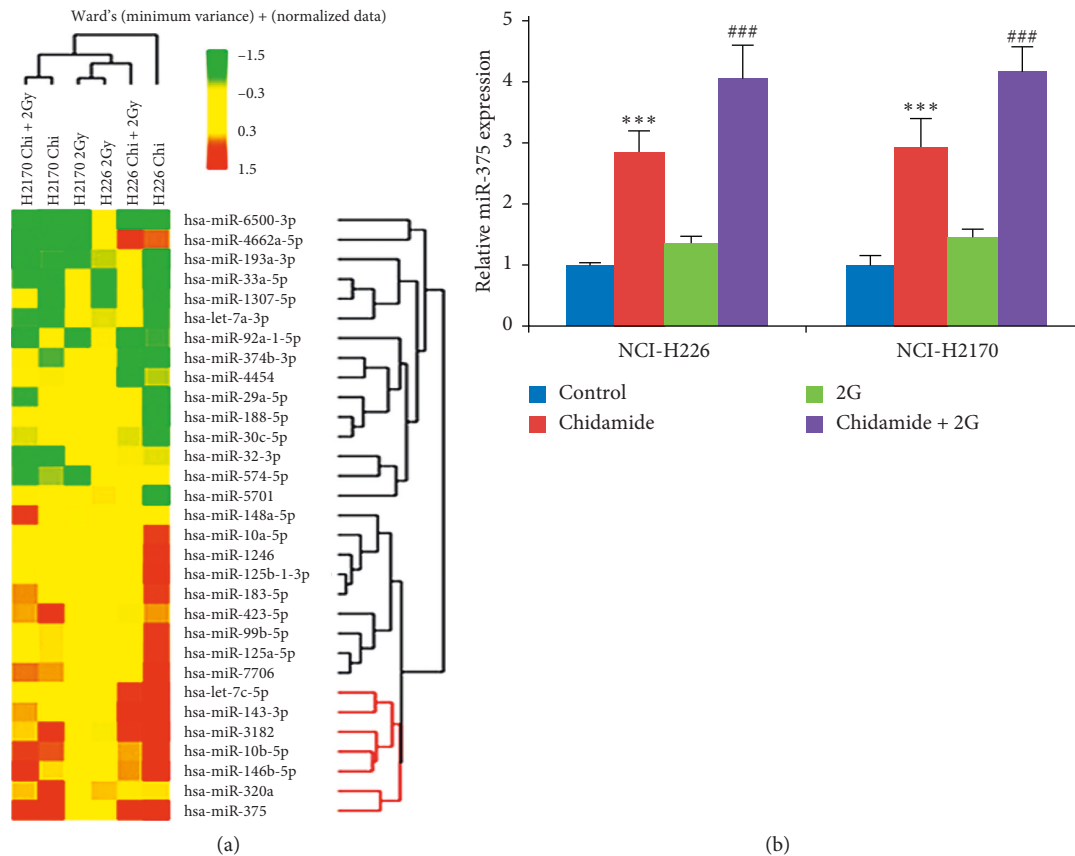 Ward's (minimum variance) + (normalized data)
–1.5
–0.3
0.3
1.5
H2170 Chi + 2Gy
H2170 Chi
H2170 2Gy
H226 2Gy
H226 Chi + 2Gy
H226 Chi
hsa-miR-6500-3p
hsa-miR-4662a-5p
hsa-miR-193a-3p
hsa-miR-33a-5p
hsa-miR-1307-5p
hsa-let-7a-3p
hsa-miR-92a-1-5p
hsa-miR-374b-3p
hsa-miR-4454
hsa-miR-29a-5p
hsa-miR-188-5p
hsa-miR-30c-5p
hsa-miR-32-3p
hsa-miR-574-5p
hsa-miR-5701
hsa-miR-148a-5p
hsa-miR-10a-5p
hsa-miR-1246
hsa-miR-125b-1-3p
hsa-miR-183-5p
hsa-miR-423-5p
hsa-miR-99b-5p
hsa-miR-125a-5p
hsa-miR-7706
hsa-let-7c-5p
hsa-miR-143-3p
hsa-miR-3182
hsa-miR-10b-5p
hsa-miR-146b-5p
hsa-miR-320a
hsa-miR-375
(a)
Relative miR-375 expression
5
4
3
2
1
0
***
###
***
###
NCI-H226
NCI-H2170
Control
Chidamide
2G
Chidamide + 2G
(b)